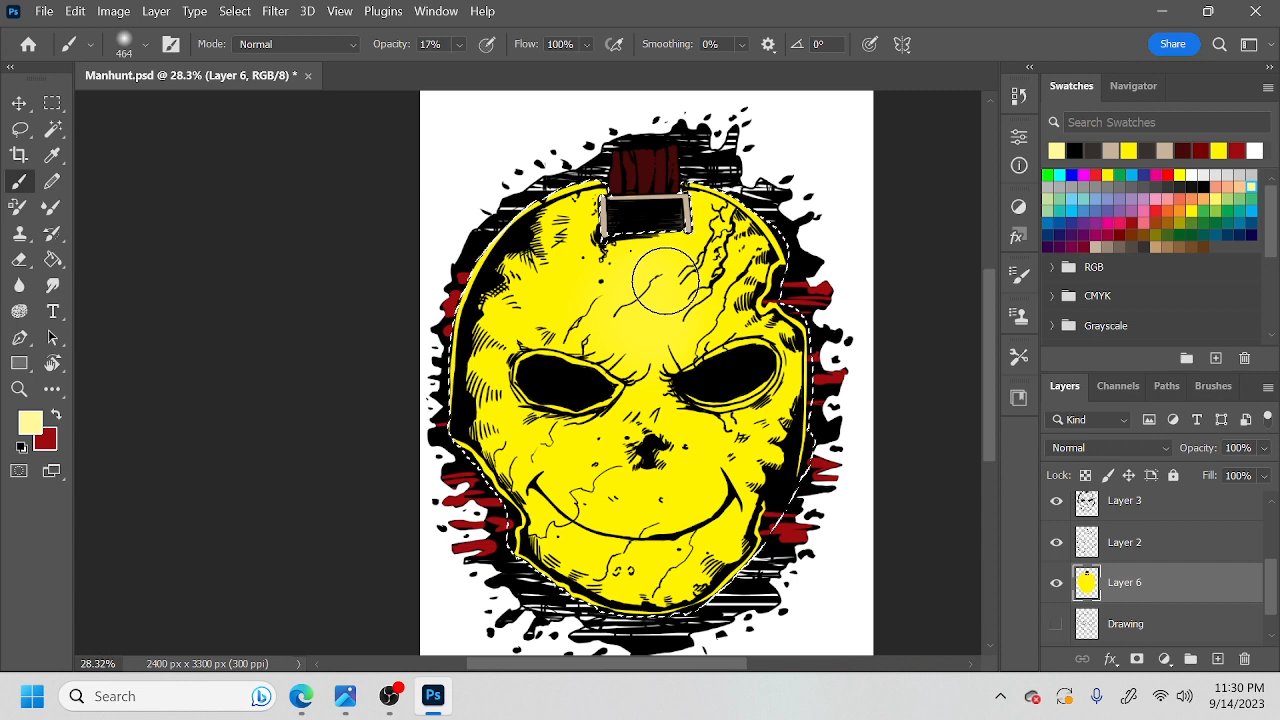 Ps File Edit Image Layer Type Select Filter 3D View Plugins Window Help
464 Mode: Normal Opacity: 17% Flow: 100% Smoothing: 0% 0° Share
Manhunt.psd @ 28.3% (Layer 6, RGB/8) * ×
Swatches Navigator
Search Swatches
RGB
CMYK
Layers Channels Paths Brushes
Kind
Normal Opacity: 100%
Lock: Fill: 100%
Layer 2
Layer 6
Drawing
28.32% 2400 px x 3300 px (300 ppi)
Search Ps 11:30 PM
9/14/2023